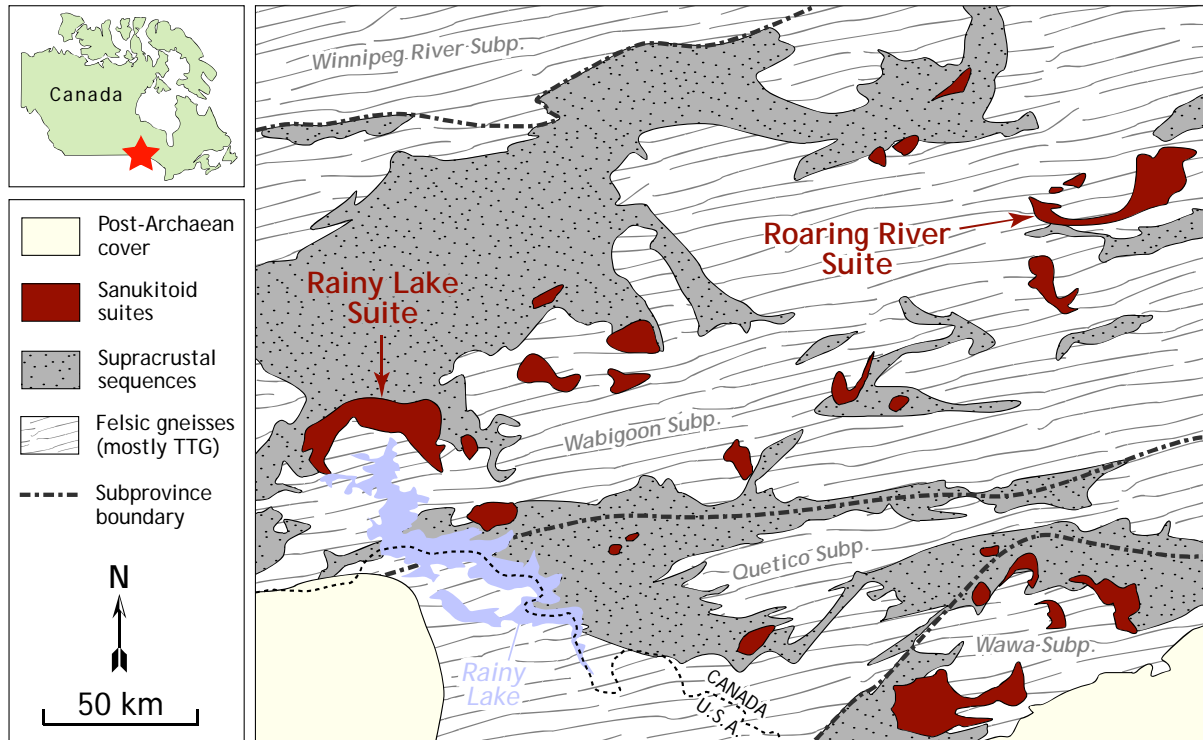 Canada
Post-Archaean
cover
Sanukitoid
suites
Supracrustal
sequences
Felsic gneisses
(mostly TTG)
Subprovince
boundary
N
50 km
Winnipeg River Subp.
Roaring River
Suite
Rainy Lake
Suite
Wabigoon Subp.
Quetico Subp.
Wawa Subp.
Rainy
Lake
CANADA
U.S.A.